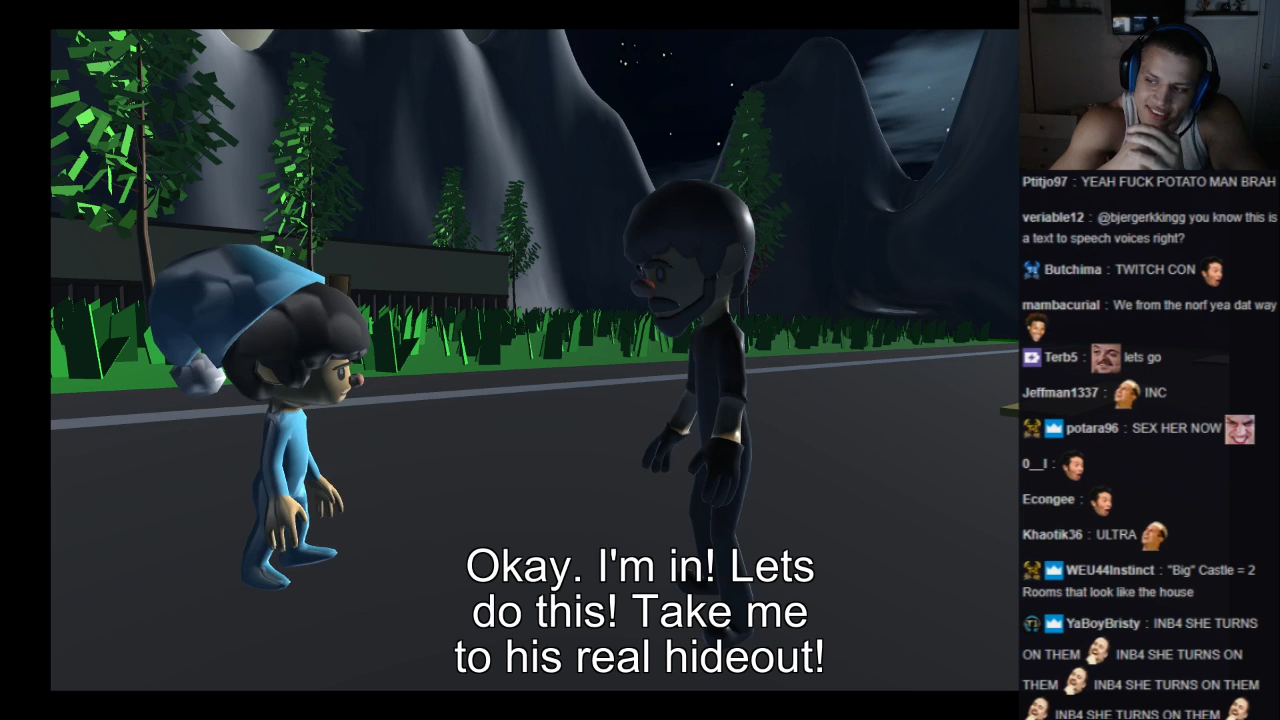 Okay. I'm in! Lets
do this! Take me
to his real hideout!
Ptitjo97 : YEAH FUCK POTATO MAN BRAH
veriable12 : @bjergerkkingg you know this is
a text to speech voices right?
Butchima : TWITCH CON
mambacurial : We from the norf yea dat way
Terb5 : lets go
Jeffman1337 : INC
potara96 : SEX HER NOW
0__I :
Econgee :
Khaotik36 : ULTRA
WEU44Instinct : "Big" Castle = 2
Rooms that look like the house
YaBoyBristy : INB4 SHE TURNS
ON THEM INB4 SHE TURNS ON
THEM INB4 SHE TURNS ON THEM
INB4 SHE TURNS ON THEM